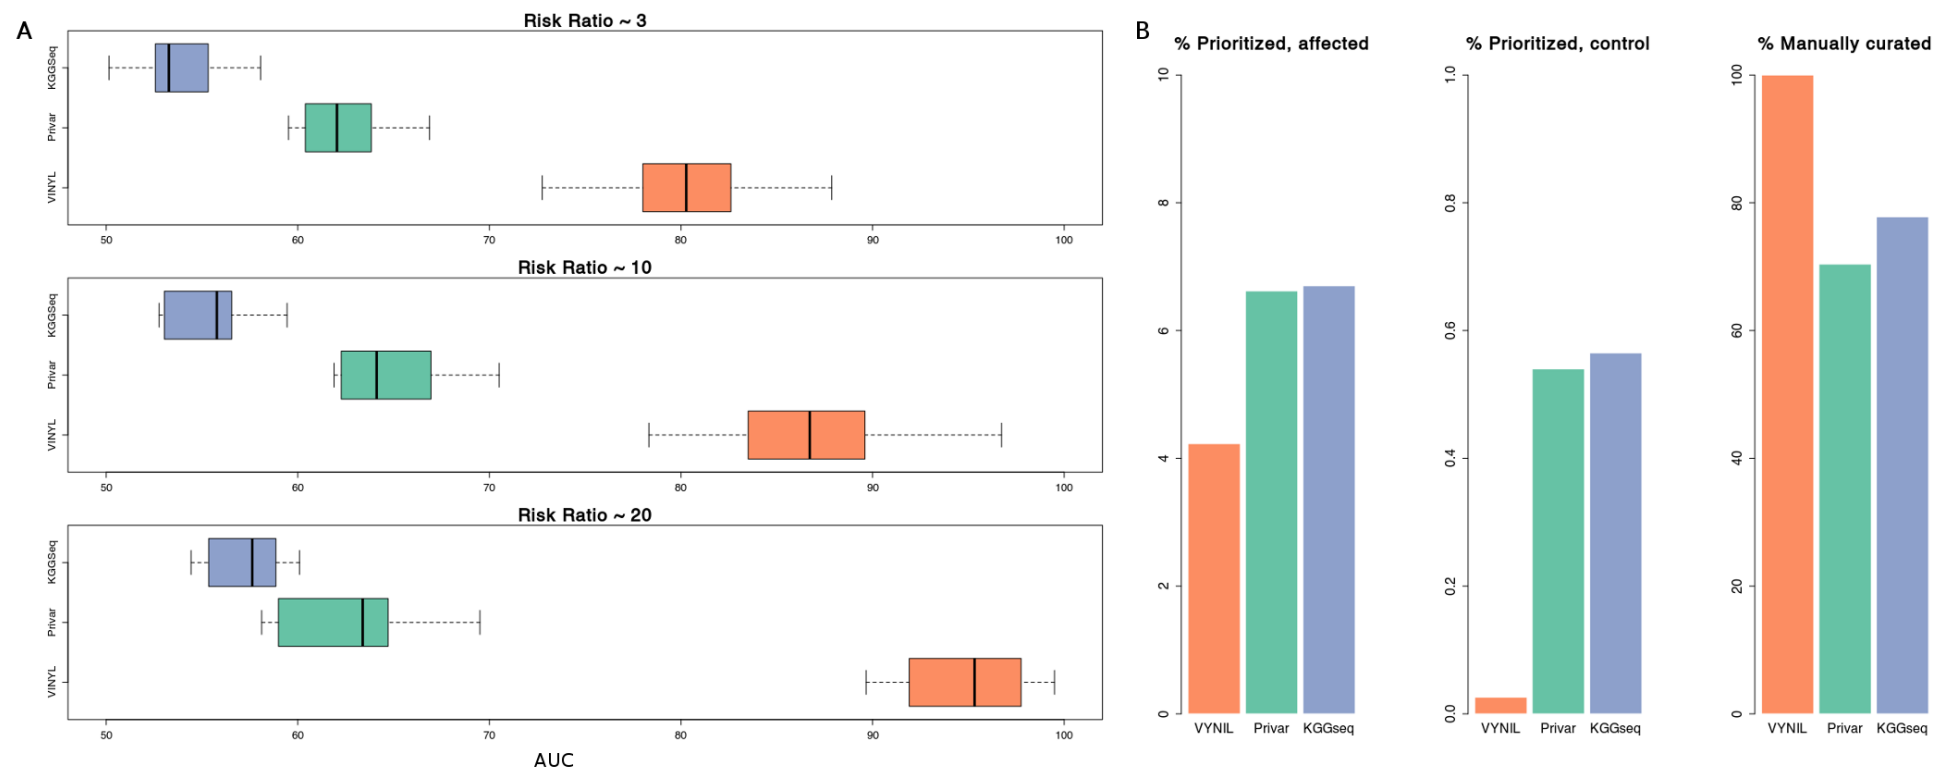 A
Risk Ratio ~ 3
KGGSeq
Privar
VINYL
50 60 70 80 90 100
Risk Ratio ~ 10
KGGSeq
Privar
VINYL
50 60 70 80 90 100
Risk Ratio ~ 20
KGGSeq
Privar
VINYL
50 60 70 80 90 100
AUC
B
% Prioritized, affected
10
8
6
4
2
0
VYNIL Privar KGGseq
% Prioritized, control
1.0
0.8
0.6
0.4
0.2
0.0
VYNIL Privar KGGseq
% Manually curated
100
80
60
40
20
0
VYNIL Privar KGGseq